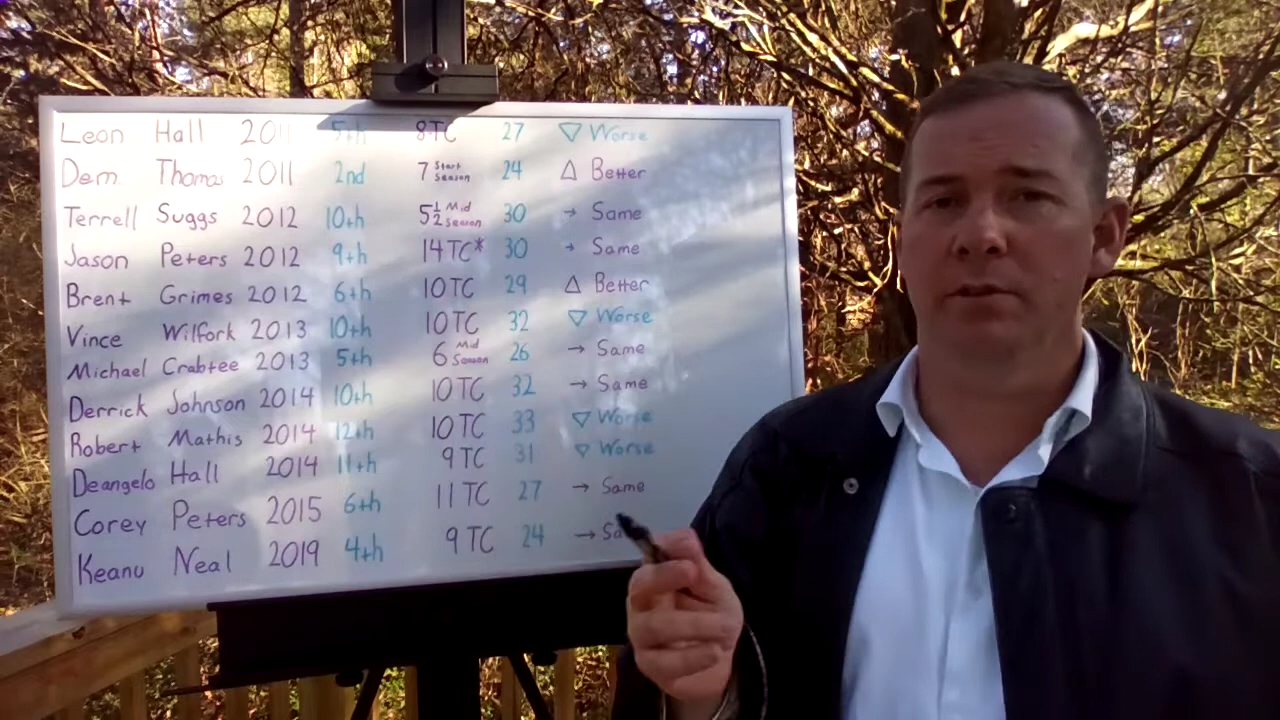 Leon Hall 2011 5th 8TC 27 ▽ Worse
Dem Thomas 2011 2nd 7 Start Season 24 △ Better
Terrell Suggs 2012 10th 5½ Mid Season 30 → Same
Jason Peters 2012 9th 14TC* 30 → Same
Brent Grimes 2012 6th 10TC 29 △ Better
Vince Wilfork 2013 10th 10TC 32 ▽ Worse
Michael Crabtee 2013 5th 6 Mid Season 26 → Same
Derrick Johnson 2014 10th 10TC 32 → Same
Robert Mathis 2014 12th 10TC 33 ▽ Worse
Deangelo Hall 2014 11th 9TC 31 ▽ Worse
Corey Peters 2015 6th 11TC 27 → Same
Keanu Neal 2019 4th 9TC 24 →